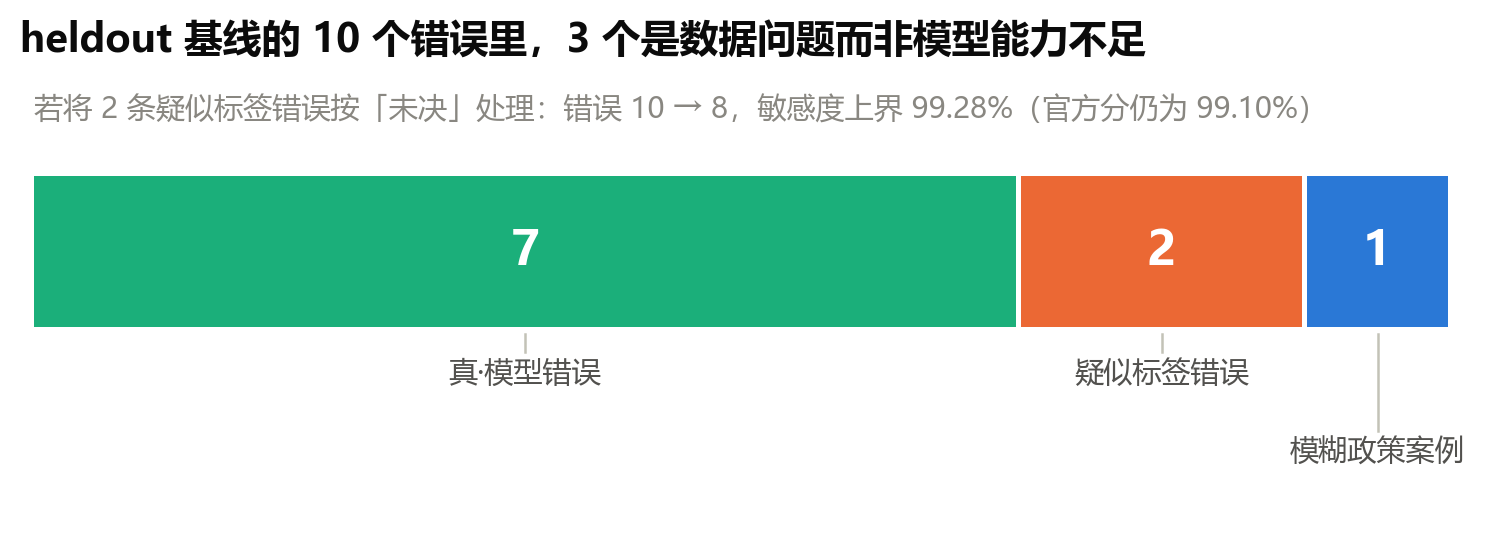 heldout 基线的 10 个错误里，3 个是数据问题而非模型能力不足
若将 2 条疑似标签错误按「未决」处理：错误 10 → 8，敏感度上界 99.28%（官方分仍为 99.10%）
7
2
1
真·模型错误
疑似标签错误
模糊政策案例